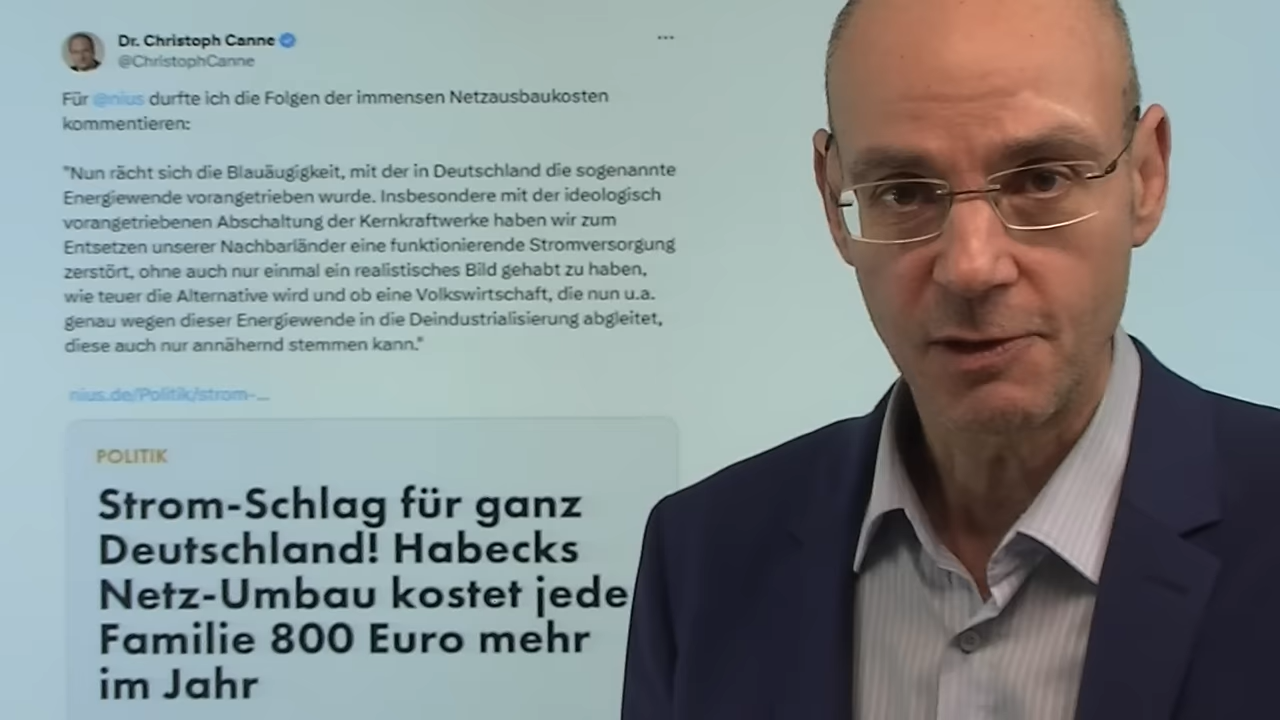 Dr. Christoph Canne
@ChristophCanne
Für @nius durfte ich die Folgen der immensen Netzausbaukosten
kommentieren:
"Nun rächt sich die Blauäugigkeit, mit der in Deutschland die sogenannte
Energiewende vorangetrieben wurde. Insbesondere mit der ideologisch
vorangetriebenen Abschaltung der Kernkraftwerke haben wir zum
Entsetzen unserer Nachbarländer eine funktionierende Stromversorgung
zerstört, ohne auch nur einmal ein realistisches Bild gehabt zu haben,
wie teuer die Alternative wird und ob eine Volkswirtschaft, die nun u.a.
genau wegen dieser Energiewende in die Deindustrialisierung abgleitet,
diese auch nur annähernd stemmen kann."
nius.de/Politik/strom-...
POLITIK
Strom-Schlag für ganz
Deutschland! Habecks
Netz-Umbau kostet jede
Familie 800 Euro mehr
im Jahr